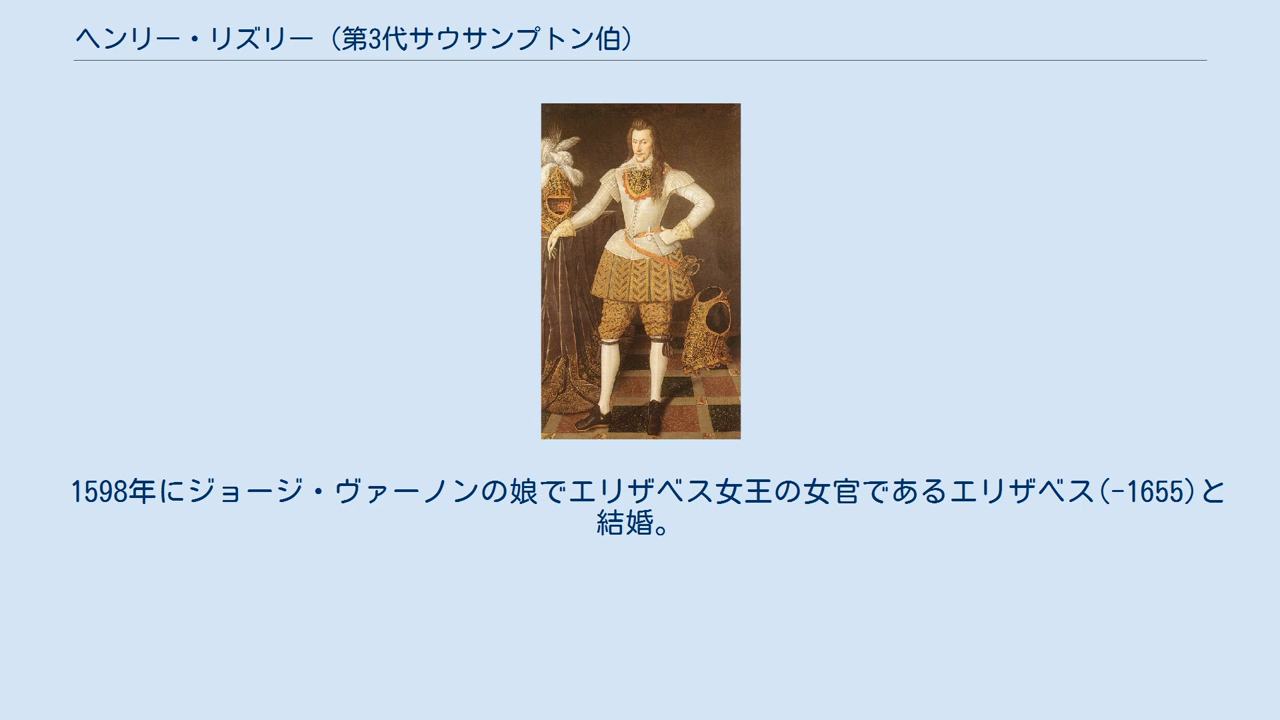 ヘンリー・リズリー（第3代サウサンプトン伯）
1598年にジョージ・ヴァーノンの娘でエリザベス女王の女官であるエリザベス(-1655)と
結婚。